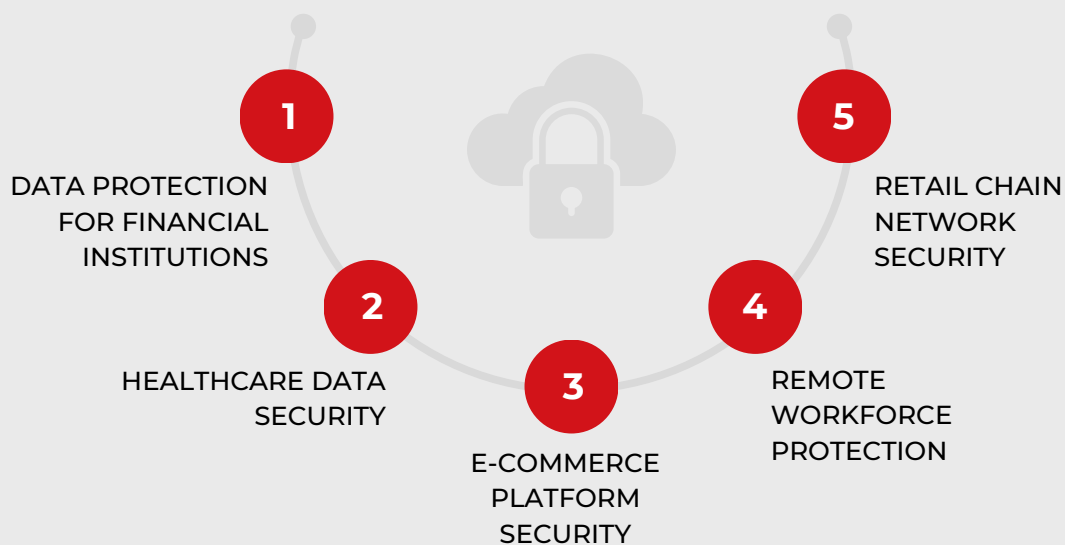 1
DATA PROTECTION
FOR FINANCIAL
INSTITUTIONS
2
HEALTHCARE DATA
SECURITY
3
E-COMMERCE
PLATFORM
SECURITY
4
REMOTE
WORKFORCE
PROTECTION
5
RETAIL CHAIN
NETWORK
SECURITY